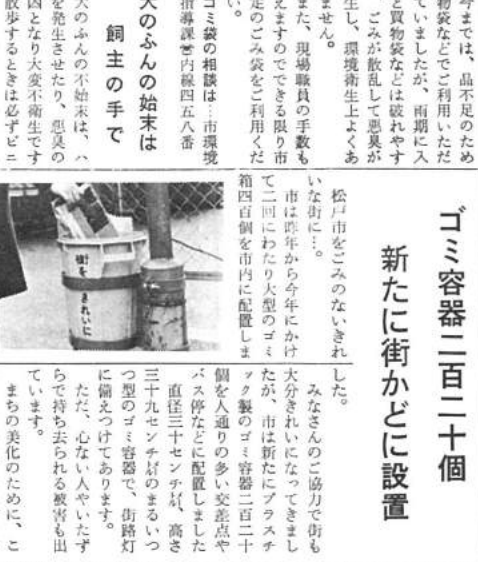 ゴミ容器二百二十個
新たに街かどに設置
松戸市をごみのないきれ
いな街に…。
市は昨年から今年にかけ
て二回にわたり大型のゴミ
箱四百個を市内に配置しま
した。
みなさんのご協力で街も
大分きれいになってきまし
たが、市は新たにプラスチ
ック製のゴミ容器二百二十
個を人通りの多い交差点や
バス停などに配置しました
直径三十センチ㍍、高さ
三十九センチ㍍のまるいつ
つ型のゴミ容器で、街路灯
に備えつけてあります。
ただ、心ない人やいたず
らで持ち去られる被害も出
ています。
まちの美化のために、こ
街を
きれいに
今までは、品不足のため
物袋などでご利用いただ
ていましたが、雨期に入
と買物袋などは破れやす
ごみが散乱して悪臭が
生し、環境衛生上よくあ
ません。
また、現場職員の手数も
えますのでできる限り市
定のごみ袋をご利用くだ
い。
ゴミ袋の相談は…市環境
指導課☎内線四五八番
犬のふんの始末は
飼主の手で
犬のふんの不始末は、ハ
を発生させたり、悪臭の
因となり大変不衛生です
散歩するときは必ずビニ